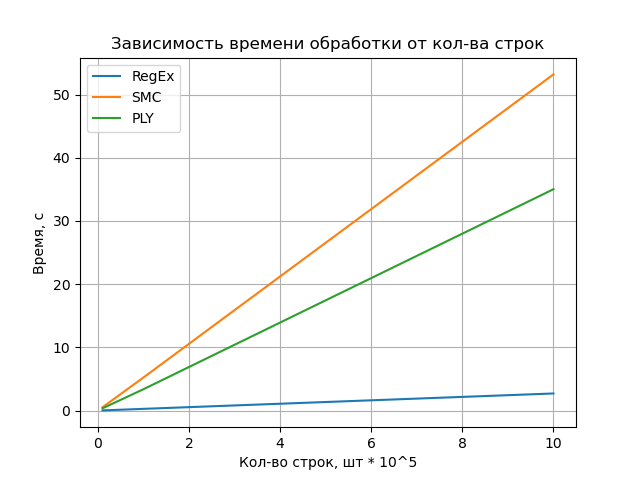 Зависимость времени обработки от кол-ва строк
RegEx
SMC
PLY
Время, с
50
40
30
20
10
0
0 2 4 6 8 10
Кол-во строк, шт * 10^5